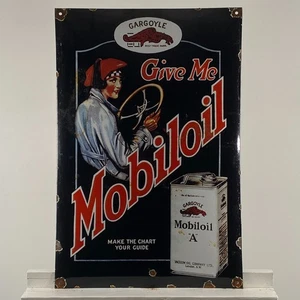 GARGOYLE
Give Me
Mobiloil
MAKE THE CHART
YOUR GUIDE
GARGOYLE
Mobiloil
"A"